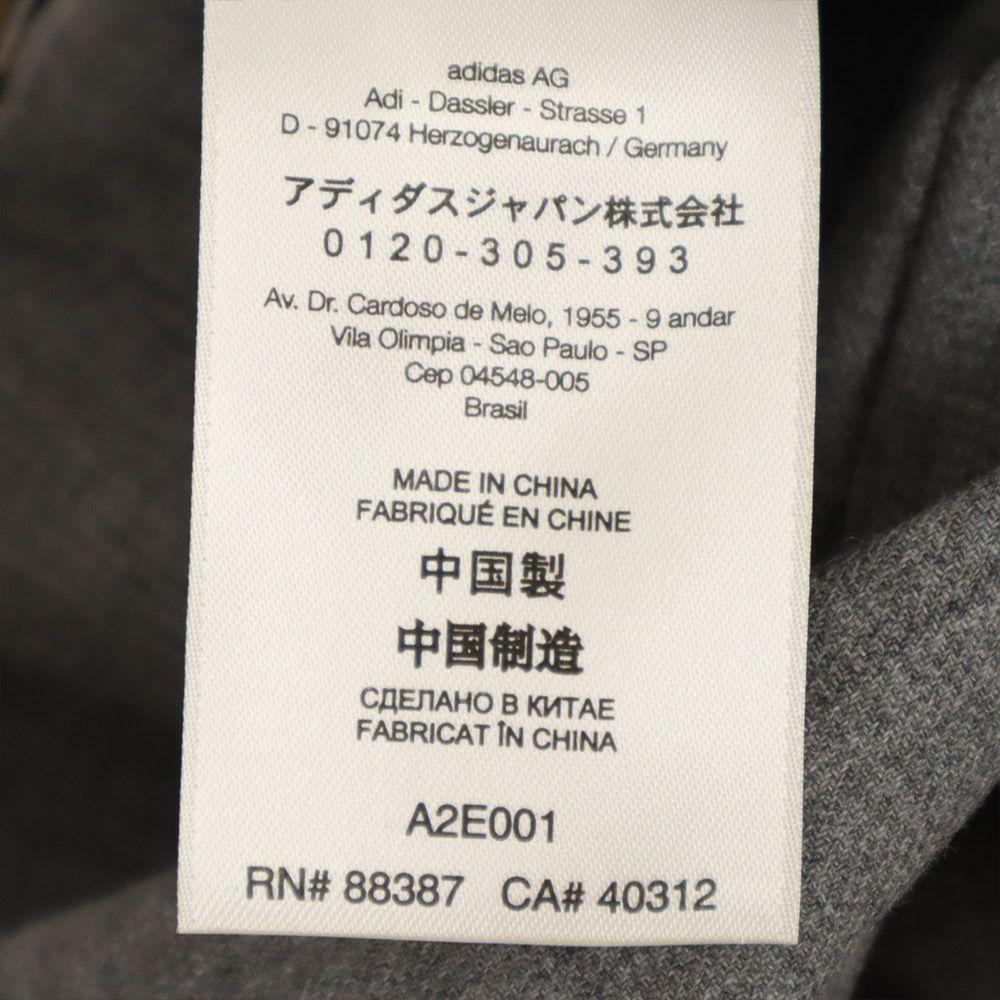 adidas AG
Adi - Dassler - Strasse 1
D - 91074 Herzogenaurach / Germany
アディダスジャパン株式会社
0120-305-393
Av. Dr. Cardoso de Melo, 1955 - 9 andar
Vila Olimpia - Sao Paulo - SP
Cep 04548-005
Brasil
MADE IN CHINA
FABRIQUÉ EN CHINE
中国製
中国制造
СДЕЛАНО В КИТАЕ
FABRICAT ÎN CHINA
A2E001
RN# 88387 CA# 40312